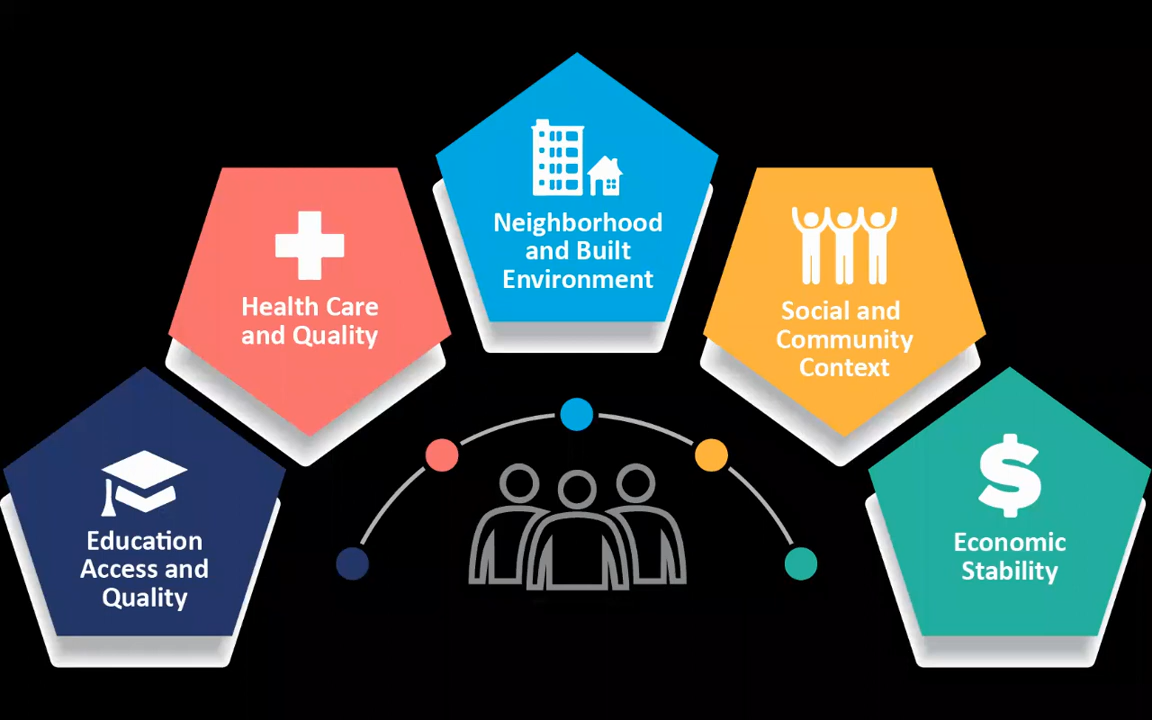 Education
Access and
Quality
Health Care
and Quality
Neighborhood
and Built
Environment
Social and
Community
Context
Economic
Stability